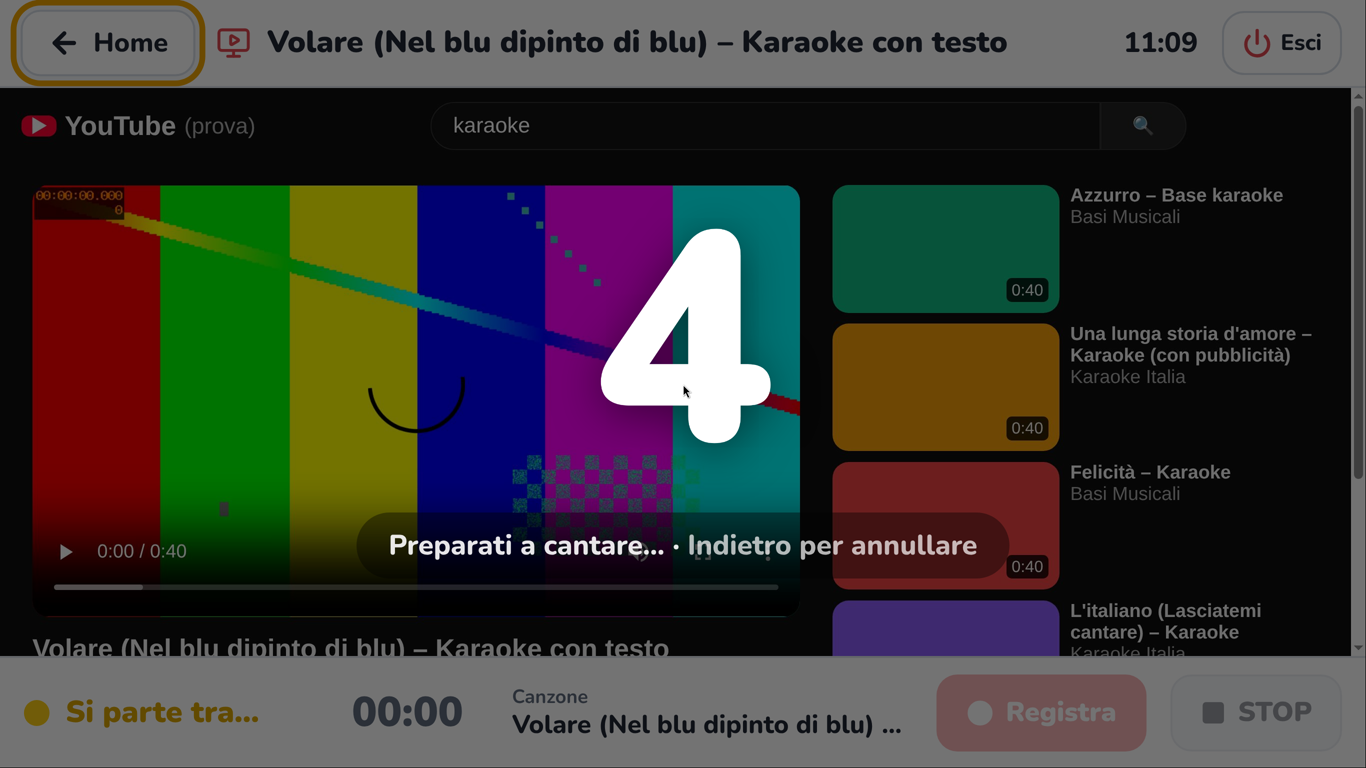 Home
Volare (Nel blu dipinto di blu) – Karaoke con testo
11:09
Esci
YouTube (prova)
karaoke
00:00:00.000
0
4
Preparati a cantare... · Indietro per annullare
0:00 / 0:40
Volare (Nel blu dipinto di blu) – Karaoke con testo
Azzurro – Base karaoke
Basi Musicali
0:40
Una lunga storia d'amore –
Karaoke (con pubblicità)
Karaoke Italia
0:40
Felicità – Karaoke
Basi Musicali
0:40
L'italiano (Lasciatemi
cantare) – Karaoke
Karaoke Italia
Si parte tra...
00:00
Canzone
Volare (Nel blu dipinto di blu) ...
Registra
STOP